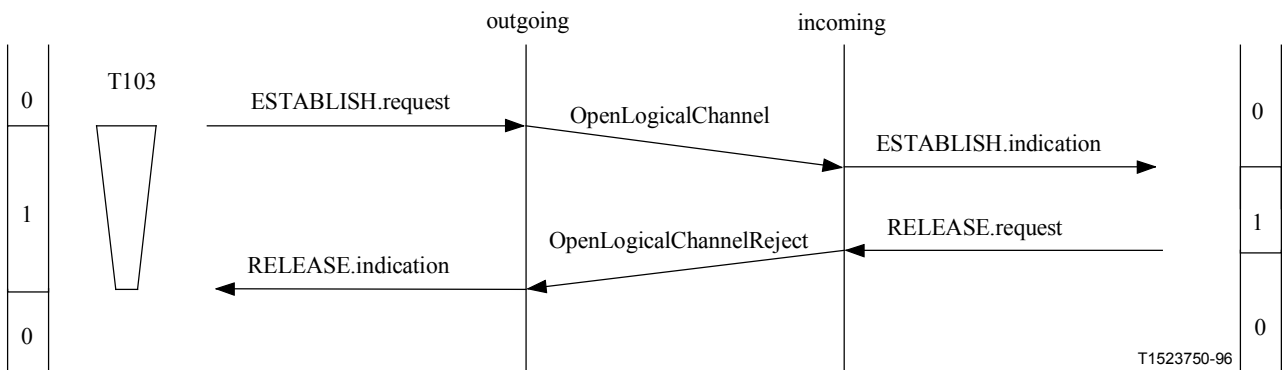 outgoing
incoming
T103
0
ESTABLISH.request
OpenLogicalChannel
0
ESTABLISH.indication
1
OpenLogicalChannelReject
RELEASE.request
1
RELEASE.indication
0
0
T1523750-96